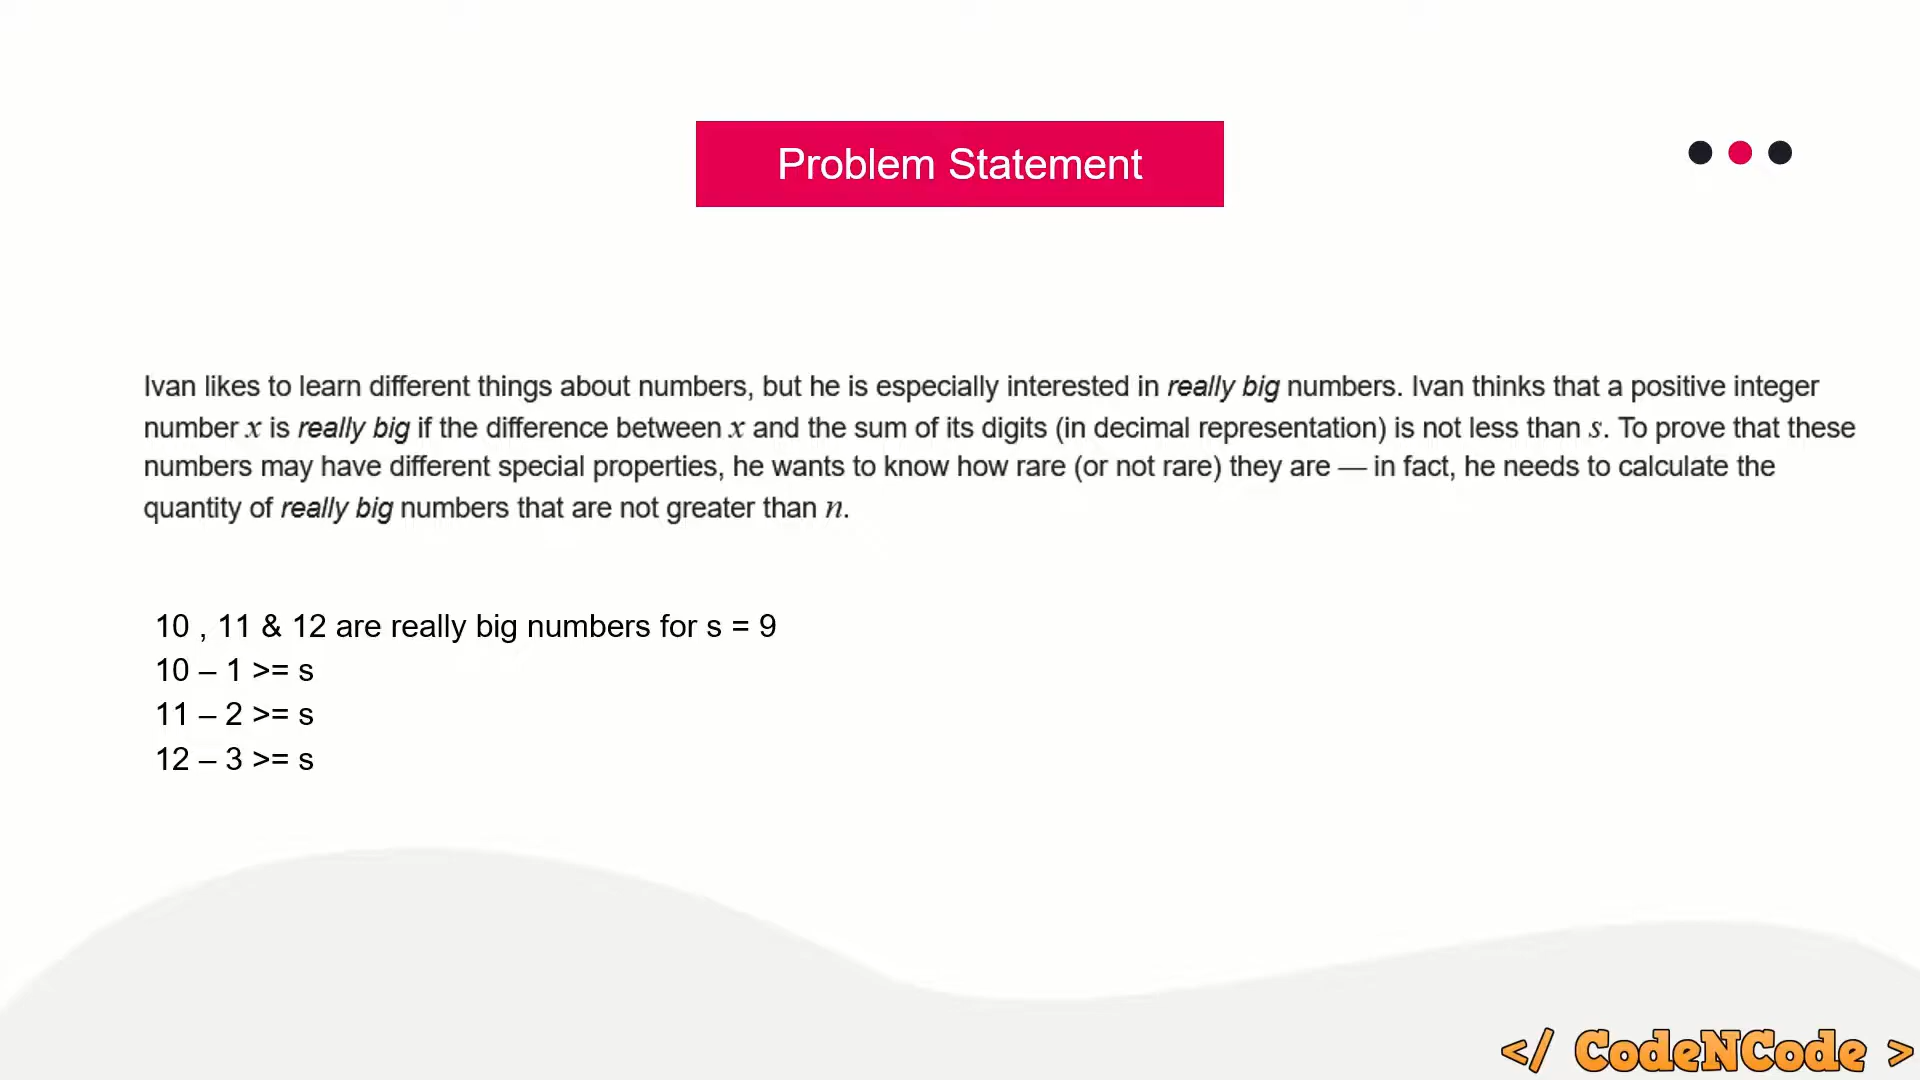 Problem Statement
Ivan likes to learn different things about numbers, but he is especially interested in really big numbers. Ivan thinks that a positive integer
number x is really big if the difference between x and the sum of its digits (in decimal representation) is not less than s. To prove that these
numbers may have different special properties, he wants to know how rare (or not rare) they are — in fact, he needs to calculate the
quantity of really big numbers that are not greater than n.
10 , 11 & 12 are really big numbers for s = 9
10 – 1 >= s
11 – 2 >= s
12 – 3 >= s
</ CodeNCode >